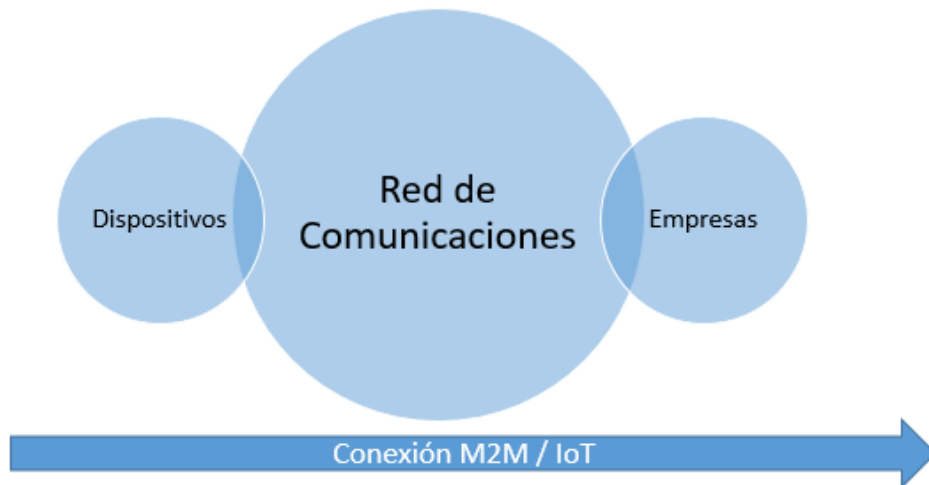 Dispositivos
Red de
Comunicaciones
Empresas
Conexión M2M / IoT